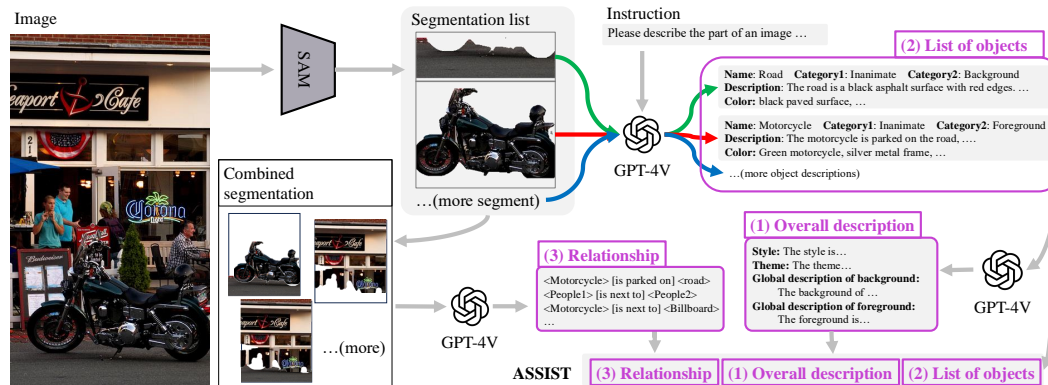 Image
Segmentation list
Instruction
Please describe the part of an image …
SAM
(2) List of objects
Name: Road Category1: Inanimate Category2: Background
Description: The road is a black asphalt surface with red edges. …
Color: black paved surface, …
Name: Motorcycle Category1: Inanimate Category2: Foreground
Description: The motorcycle is parked on the road, ….
Color: Green motorcycle, silver metal frame, …
…(more object descriptions)
GPT-4V
…(more segment)
eaport Cafe
21
Corona
Budweiser
Combined
segmentation
eaport Cafe
…(more)
GPT-4V
(3) Relationship
<Motorcycle> [is parked on] <road>
<People1> [is next to] <People2>
<Motorcycle> [is next to] <Billboard>
…
(1) Overall description
Style: The style is…
Theme: The theme…
Global description of background:
The background of …
Global description of foreground:
The foreground is…
GPT-4V
ASSIST
(3) Relationship
(1) Overall description
(2) List of objects